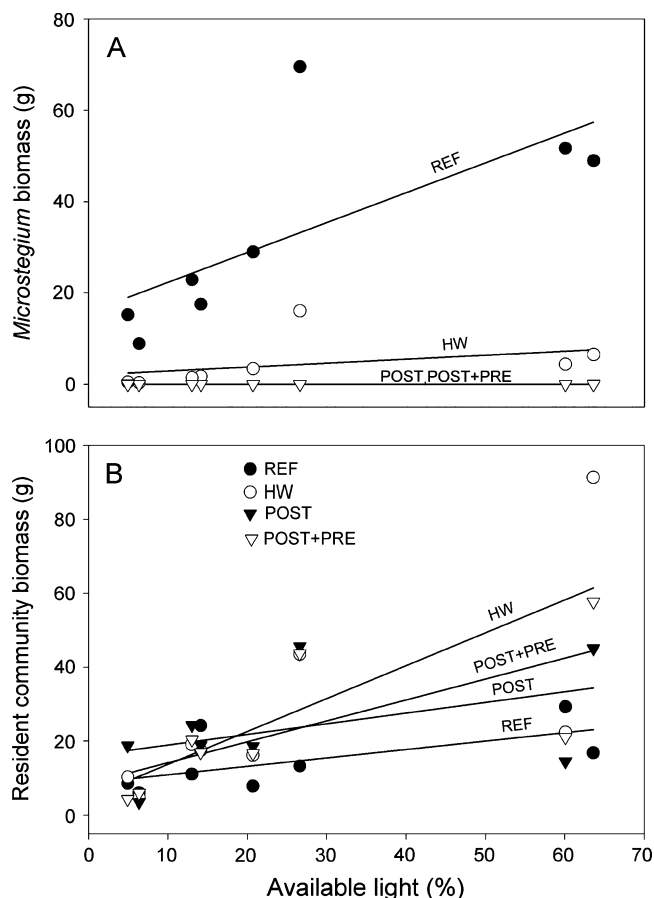 80
A
60
Microstegium biomass (g)
REF
40
20
HW
POST,POST+PRE
0
100
B
REF
HW
POST
POST+PRE
80
Resident community biomass (g)
60
HW
POST+PRE
40
POST
REF
20
0
0 10 20 30 40 50 60 70
Available light (%)